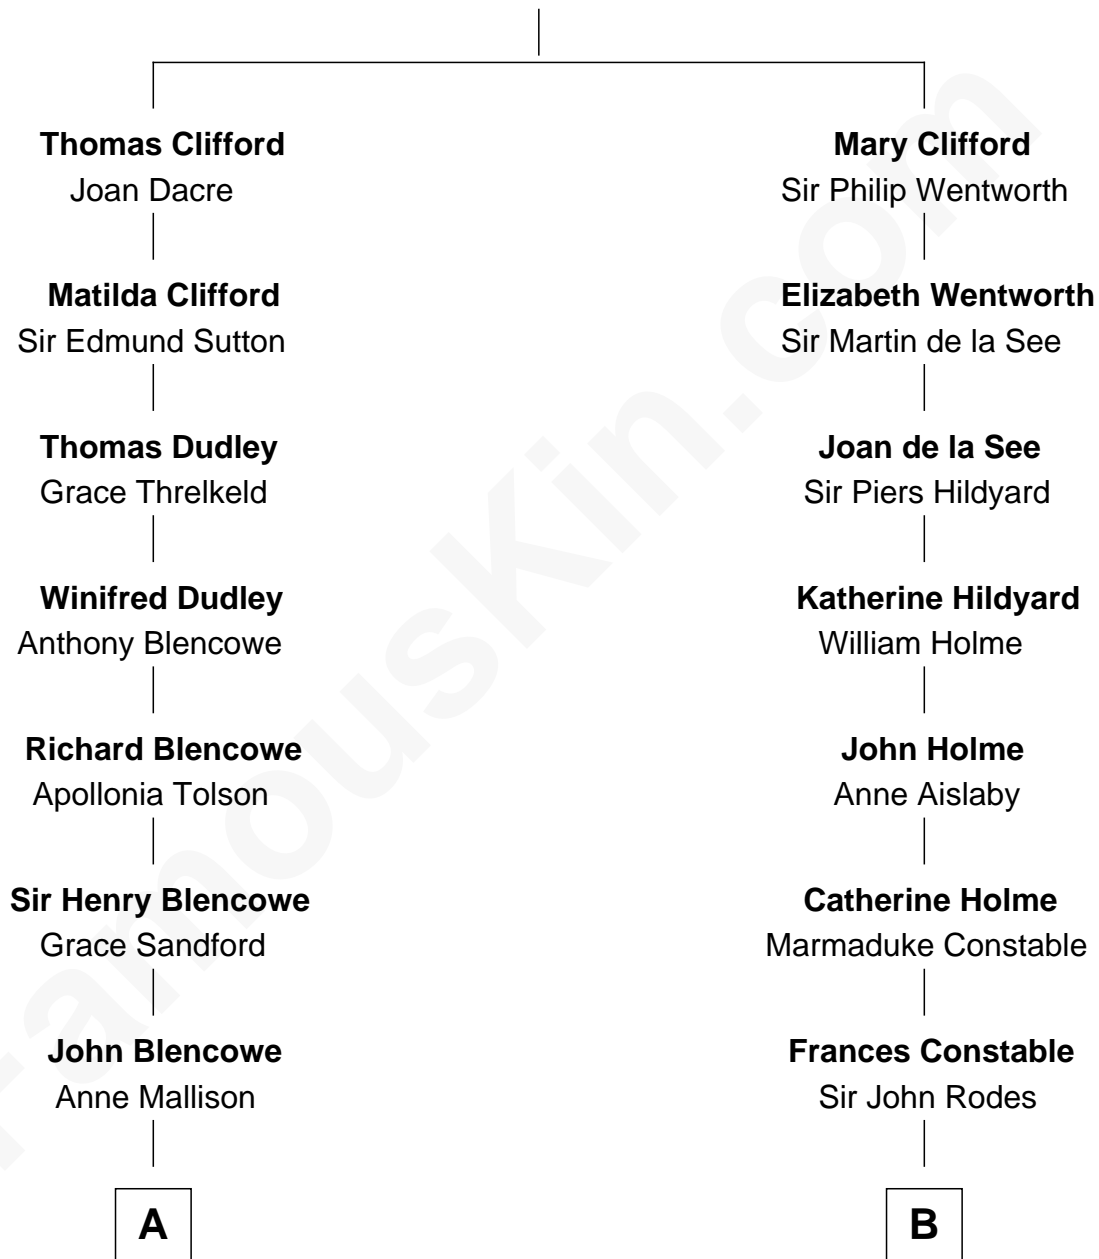 Thomas Clifford
Joan Dacre
Matilda Clifford
Sir Edmund Sutton
Thomas Dudley
Grace Threlkeld
Winifred Dudley
Anthony Blencowe
Richard Blencowe
Apollonia Tolson
Sir Henry Blencowe
Grace Sandford
John Blencowe
Anne Mallison
A
Mary Clifford
Sir Philip Wentworth
Elizabeth Wentworth
Sir Martin de la See
Joan de la See
Sir Piers Hildyard
Katherine Hildyard
William Holme
John Holme
Anne Aislaby
Catherine Holme
Marmaduke Constable
Frances Constable
Sir John Rodes
B
FamousKin.com